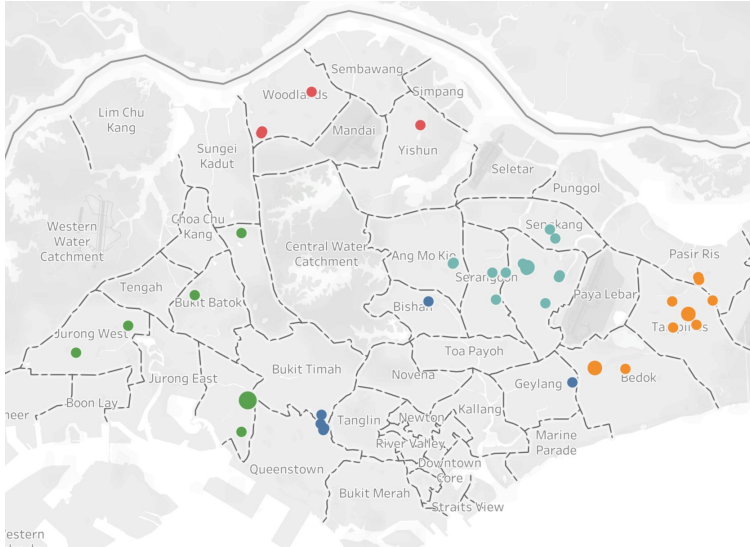 Sembawang
Woodlands
Simpang
Lim Chu
Kang
Mandai
Sungei
Kadut
Yishun
Seletar
Punggol
Choa Chu
Kang
Sengkang
Western
Water
Catchment
Central Water
Catchment
Ang Mo Kio
Pasir Ris
Serangoon
Tengah
Bukit Batok
Paya Lebar
Bishan
Tampines
Jurong West
Toa Payoh
Bukit Timah
Novena
Jurong East
Geylang
Bedok
Boon Lay
neer
Kallang
Tanglin
Newton
River Valley
Marine
Parade
Queenstown
Downtown
Core
Bukit Merah
Straits View
estern